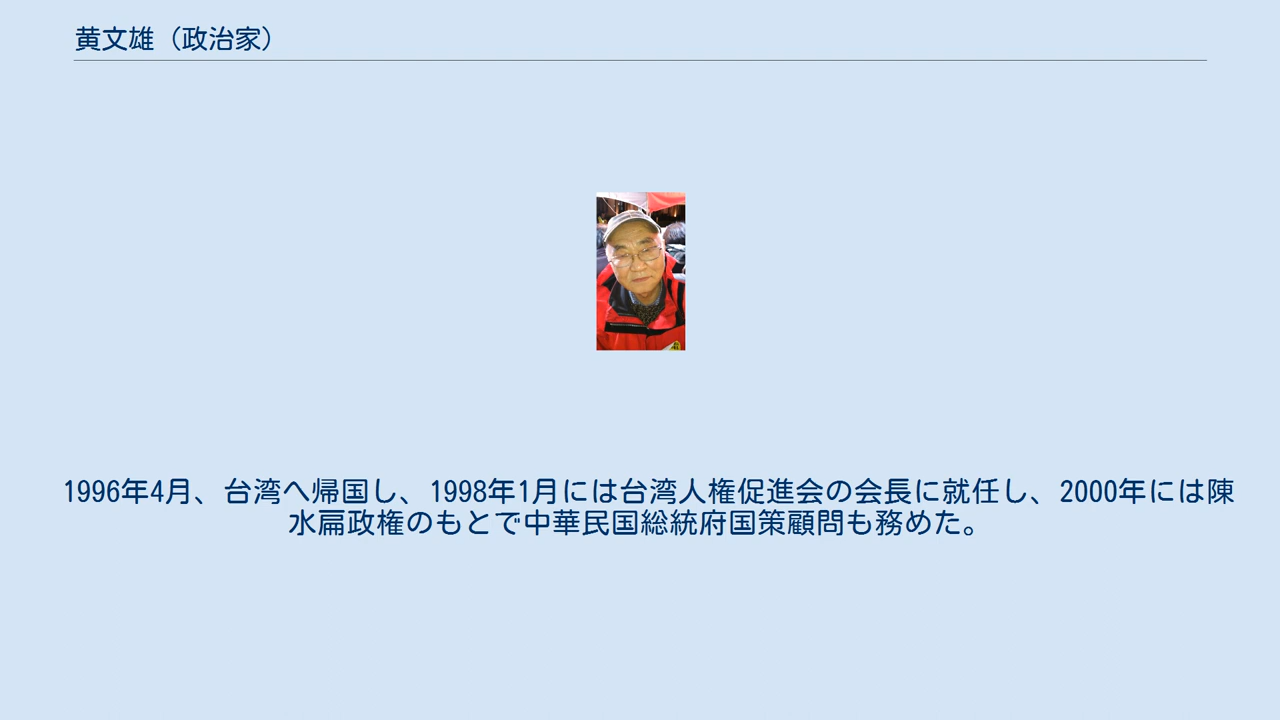 黄文雄（政治家）
1996年4月、台湾へ帰国し、1998年1月には台湾人権促進会の会長に就任し、2000年には陳
水扁政権のもとで中華民国総統府国策顧問も務めた。